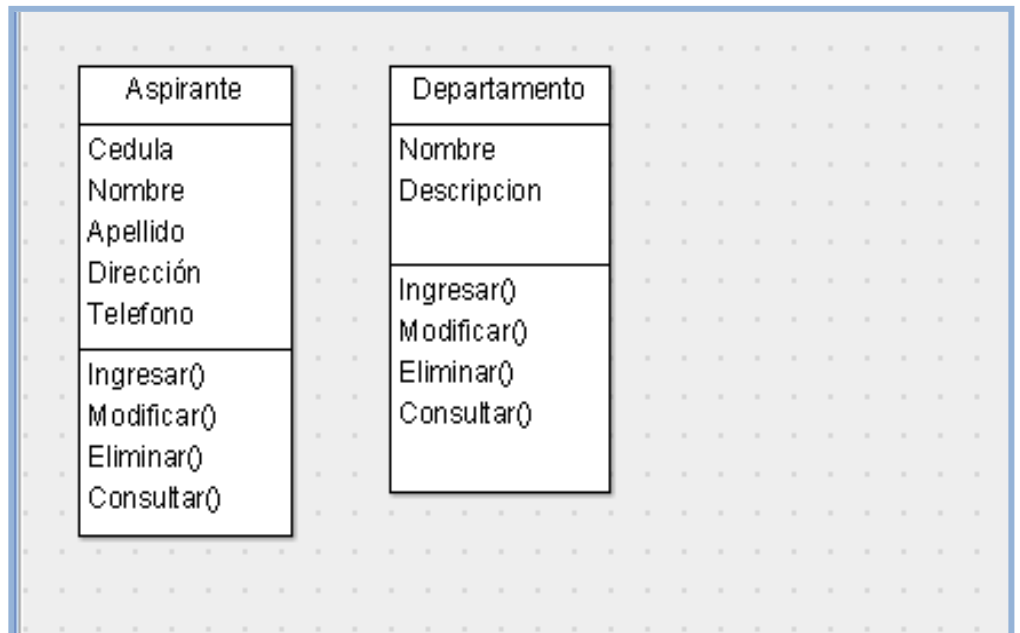 Aspirante
Cedula
Nombre
Apellido
Dirección
Telefono
Ingresar()
Modificar()
Eliminar()
Consultar()
Departamento
Nombre
Descripcion
Ingresar()
Modificar()
Eliminar()
Consultar()